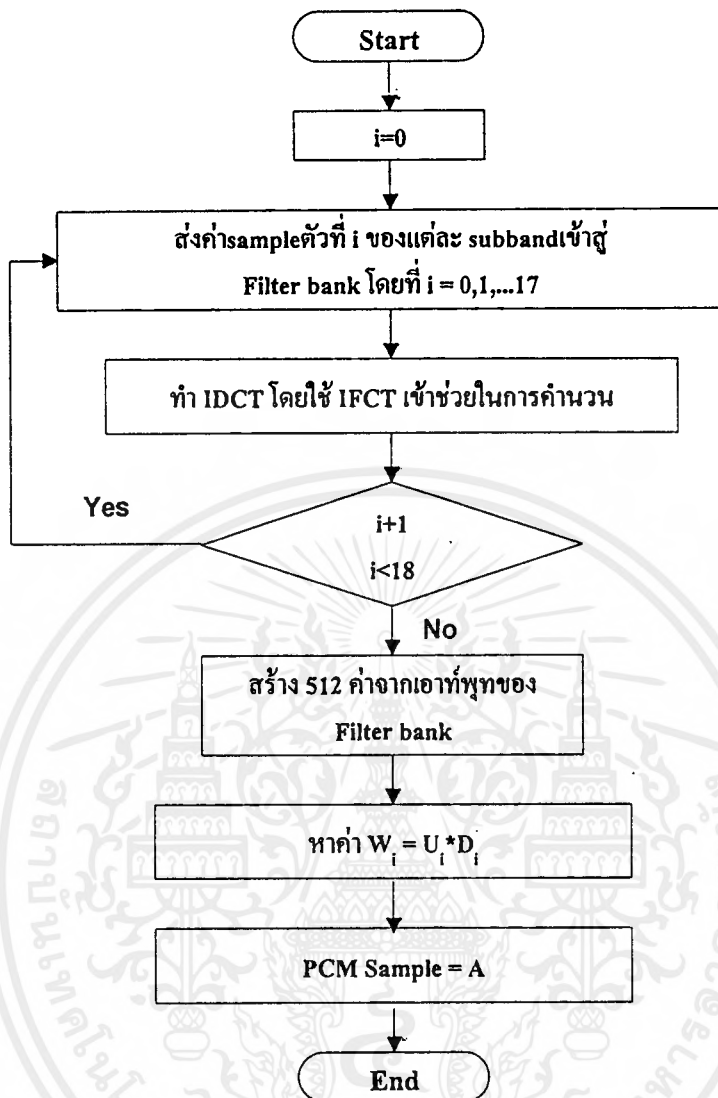 Start
i=0
ส่งค่าsampleตัวที่ i ของแต่ละ subbandเข้าสู่
Filter bank โดยที่ i = 0,1,...17
ทำ IDCT โดยใช้ IFCT เข้าช่วยในการคำนวน
Yes
i+1
i<18
No
สร้าง 512 ค่าจากเอาท์พุทของ
Filter bank
หาค่า Wi = Ui*Di
PCM Sample = A
End